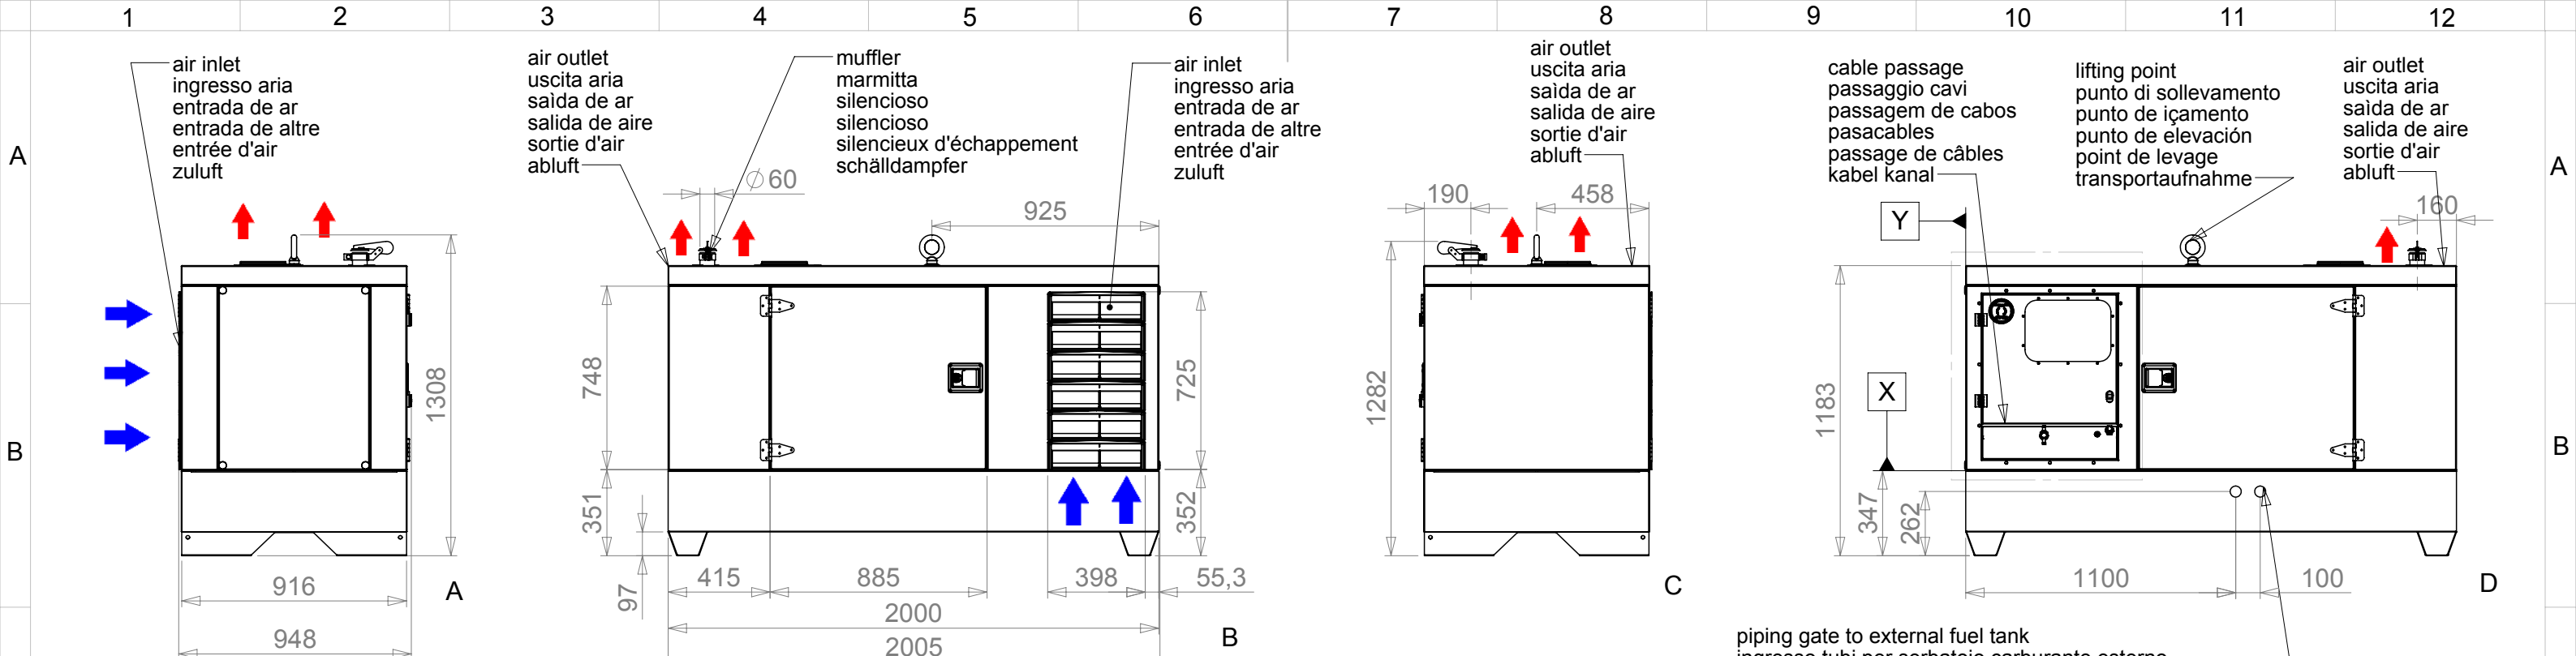 1 2 3 4 5 6 7 8 9 10 11 12
A
A
B
B
air inlet
ingresso aria
entrada de ar
entrada de altre
entrée d'air
zuluft
1308
916
948
A
air outlet
uscita aria
saìda de ar
salida de aire
sortie d'air
abluft
muffler
marmitta
silencioso
silencioso
silencieux d'échappement
schälldampfer
air inlet
ingresso aria
entrada de ar
entrada de altre
entrée d'air
zuluft
∅60
925
748
725
351
352
97
415
885
398
55,3
2000
2005
B
air outlet
uscita aria
saìda de ar
salida de aire
sortie d'air
abluft
190
458
1282
C
cable passage
passaggio cavi
passagem de cabos
pasacables
passage de câbles
kabel kanal
lifting point
punto di sollevamento
punto de içamento
punto de elevación
point de levage
transportaufnahme
air outlet
uscita aria
saìda de ar
salida de aire
sortie d'air
abluft
160
Y
X
1183
347
262
1100
100
D
piping gate to external fuel tank
ingresso tubi per serbatoio carburante esterno